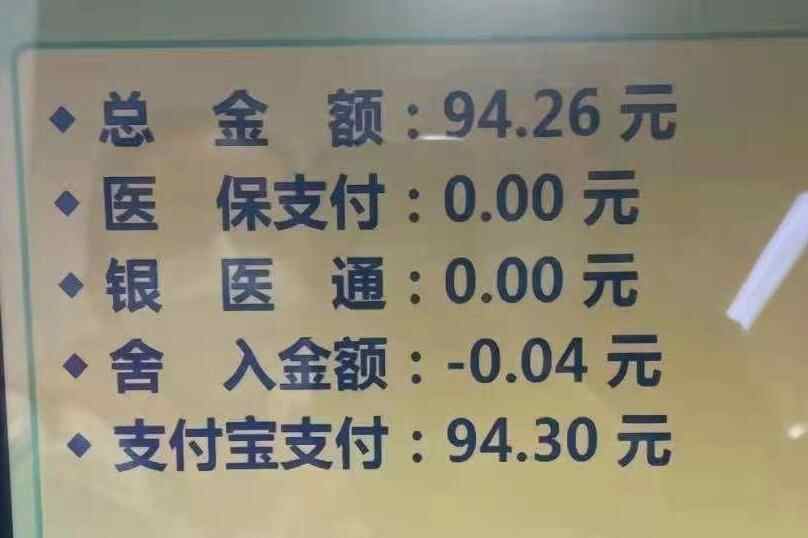 ◆ 总 金 额：94.26 元
◆ 医 保支付：0.00 元
◆ 银 医 通：0.00 元
◆ 舍 入金额：-0.04 元
◆ 支付宝支付：94.30 元